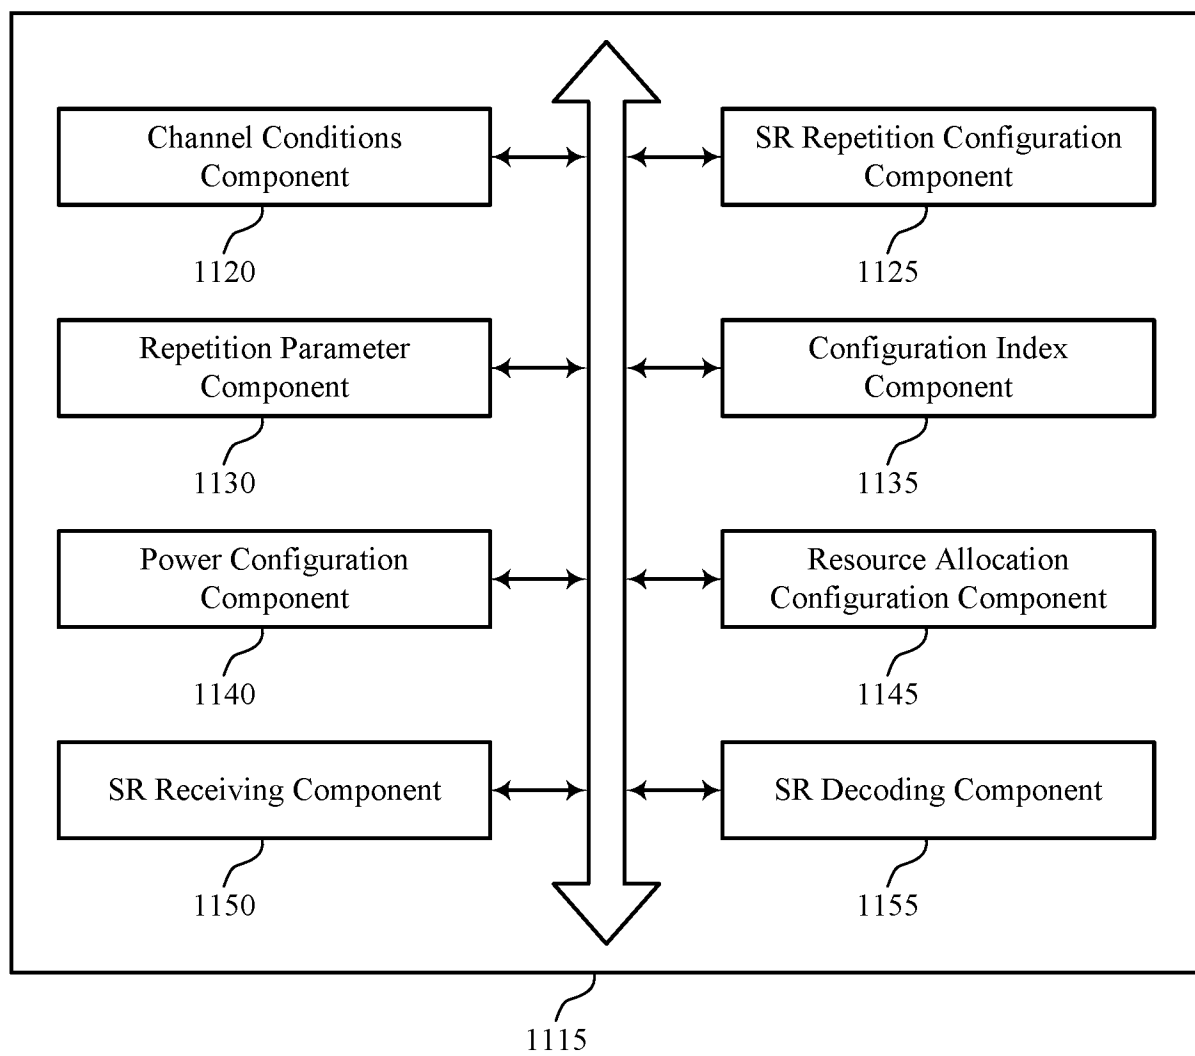 Channel Conditions
Component
1120
SR Repetition Configuration
Component
1125
Repetition Parameter
Component
1130
Configuration Index
Component
1135
Power Configuration
Component
1140
Resource Allocation
Configuration Component
1145
SR Receiving Component
1150
SR Decoding Component
1155
1115